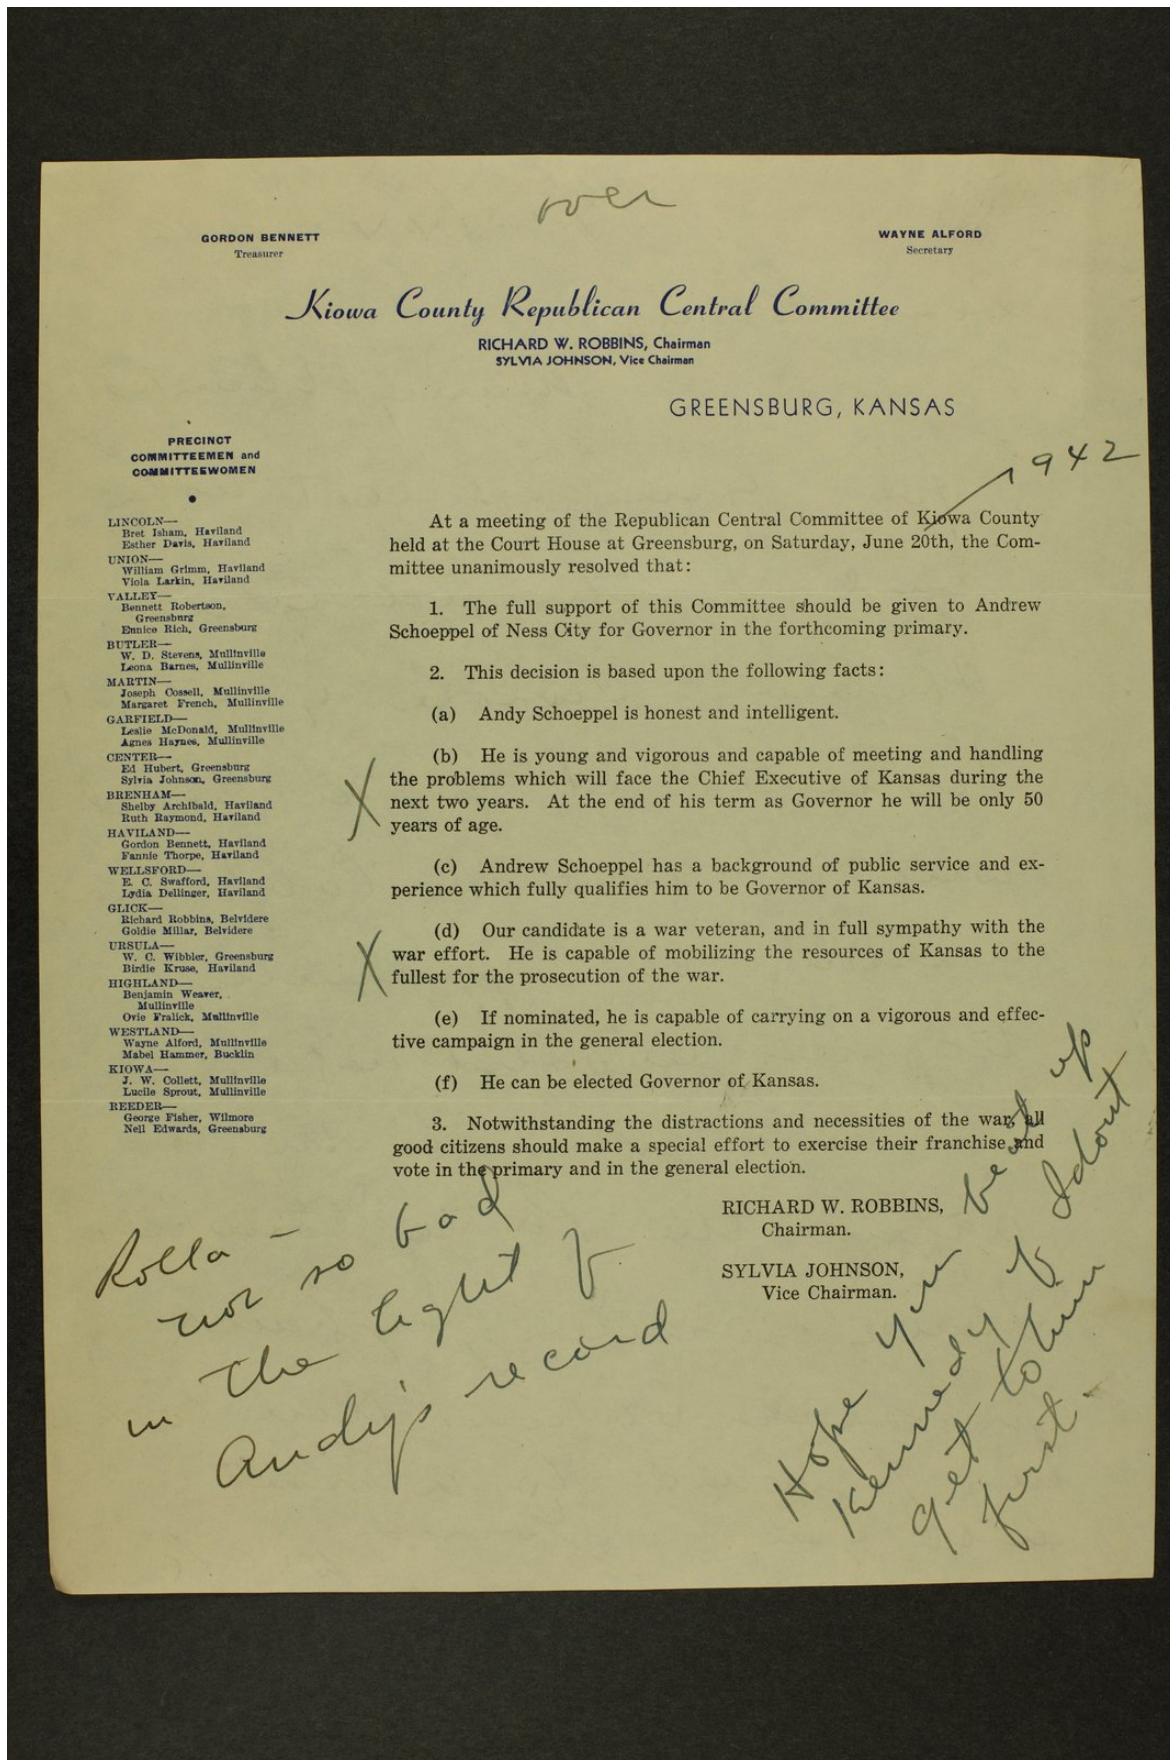 over
GORDON BENNETT
Treasurer
WAYNE ALFORD
Secretary
Kiowa County Republican Central Committee
RICHARD W. ROBBINS, Chairman
SYLVIA JOHNSON, Vice Chairman
GREENSBURG, KANSAS
PRECINCT
COMMITTEEMEN and
COMMITTEEWOMEN
LINCOLN—
Bret Isham, Haviland
Esther Davis, Haviland
UNION—
William Grimm, Haviland
Viola Larkin, Haviland
VALLEY—
Bennett Robertson,
Greensburg
Eunice Rich, Greensburg
BUTLER—
W. D. Stevens, Mullinville
Leona Barnes, Mullinville
MARTIN—
Joseph Cossell, Mullinville
Margaret French, Mullinville
GARFIELD—
Leslie McDonald, Mullinville
Agnes Haynes, Mullinville
CENTER—
Ed Hubert, Greensburg
Sylvia Johnson, Greensburg
BRENHAM—
Shelby Archibald, Haviland
Ruth Raymond, Haviland
HAVILAND—
Gordon Bennett, Haviland
Fannie Thorpe, Haviland
WELLSFORD—
E. C. Swafford, Haviland
Lydia Dellinger, Haviland
GLICK—
Richard Robbins, Belvidere
Goldie Millar, Belvidere
URSULA—
W. C. Wibbler, Greensburg
Birdie Kruse, Haviland
HIGHLAND—
Benjamin Weaver,
Mullinville
Ovie Fralick, Mullinville
WESTLAND—
Wayne Alford, Mullinville
Mabel Hammer, Bucklin
KIOWA—
J. W. Collett, Mullinville
Lucile Sprout, Mullinville
REEDER—
George Fisher, Wilmore
Nell Edwards, Greensburg
1942
At a meeting of the Republican Central Committee of Kiowa County
held at the Court House at Greensburg, on Saturday, June 20th, the Com-
mittee unanimously resolved that:
1. The full support of this Committee should be given to Andrew
Schoeppel of Ness City for Governor in the forthcoming primary.
2. This decision is based upon the following facts:
(a) Andy Schoeppel is honest and intelligent.
(b) He is young and vigorous and capable of meeting and handling
the problems which will face the Chief Executive of Kansas during the
next two years. At the end of his term as Governor he will be only 50
years of age.
(c) Andrew Schoeppel has a background of public service and ex-
perience which fully qualifies him to be Governor of Kansas.
(d) Our candidate is a war veteran, and in full sympathy with the
war effort. He is capable of mobilizing the resources of Kansas to the
fullest for the prosecution of the war.
(e) If nominated, he is capable of carrying on a vigorous and effec-
tive campaign in the general election.
(f) He can be elected Governor of Kansas.
3. Notwithstanding the distractions and necessities of the war, all
good citizens should make a special effort to exercise their franchise and
vote in the primary and in the general election.
RICHARD W. ROBBINS,
Chairman.
SYLVIA JOHNSON,
Vice Chairman.
Rolla —
not so bad
in the light of
Andy's record
Hope you beat up
Kennedy if I dont
get to him
first.